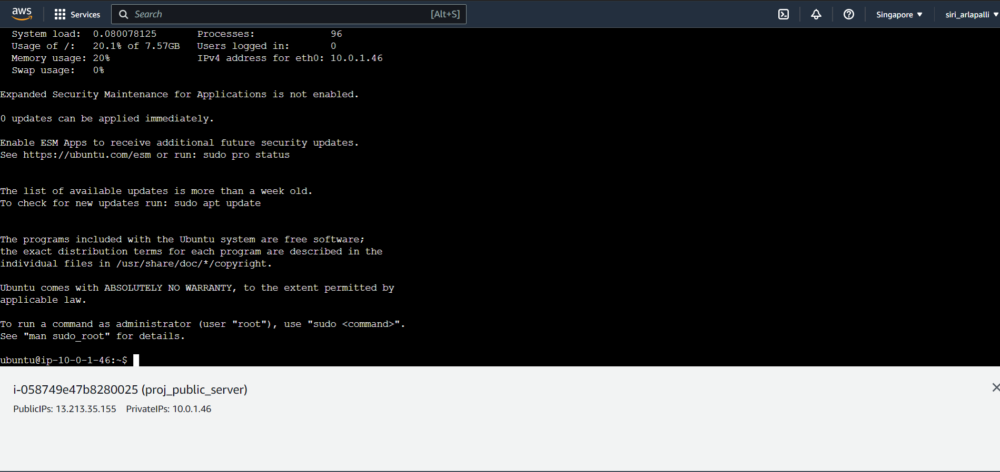 aws Services Search [Alt+S] Singapore ▼ siri_arlapalli ▼
System load: 0.080078125 Processes: 96
Usage of /: 20.1% of 7.57GB Users logged in: 0
Memory usage: 20% IPv4 address for eth0: 10.0.1.46
Swap usage: 0%
Expanded Security Maintenance for Applications is not enabled.
0 updates can be applied immediately.
Enable ESM Apps to receive additional future security updates.
See https://ubuntu.com/esm or run: sudo pro status
The list of available updates is more than a week old.
To check for new updates run: sudo apt update
The programs included with the Ubuntu system are free software;
the exact distribution terms for each program are described in the
individual files in /usr/share/doc/*/copyright.
Ubuntu comes with ABSOLUTELY NO WARRANTY, to the extent permitted by
applicable law.
To run a command as administrator (user "root"), use "sudo <command>".
See "man sudo_root" for details.
ubuntu@ip-10-0-1-46:~$
i-058749e47b8280025 (proj_public_server)
PublicIPs: 13.213.35.155 PrivateIPs: 10.0.1.46